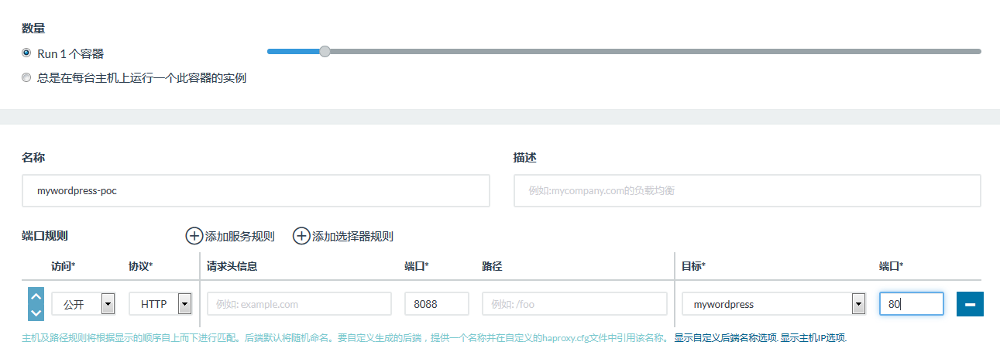 数量
Run 1 个容器
总是在每台主机上运行一个此容器的实例
名称 描述
mywordpress-poc 例如:mycompany.com的负载均衡
端口规则 添加服务规则 添加选择器规则
访问* 协议* 请求头信息 端口* 路径 目标* 端口*
公开 HTTP 例如: example.com 8088 例如: /foo mywordpress 80
主机及路径规则将根据显示的顺序自上而下进行匹配。后端默认将随机命名。要自定义生成的后端，提供一个名称并在自定义的haproxy.cfg文件中引用该名称。 显示自定义后端名称选项. 显示主机IP选项.